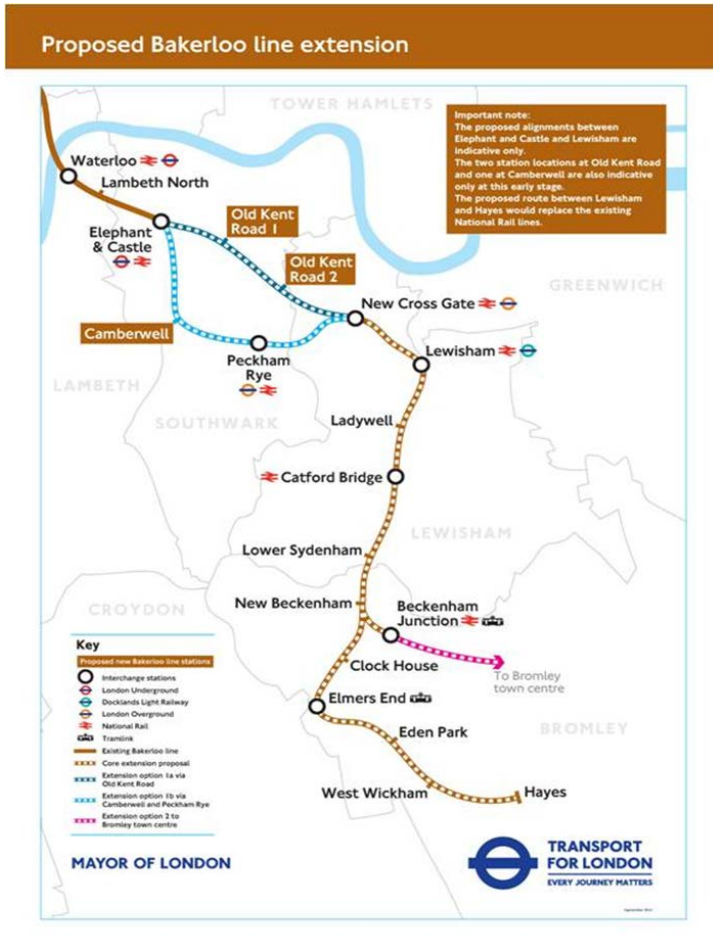 Proposed Bakerloo line extension
TOWER HAMLETS
Important note:
The proposed alignments between
Elephant and Castle and Lewisham are
indicative only.
The two station locations at Old Kent Road
and one at Camberwell are also indicative
only at this early stage.
The proposed route between Lewisham
and Hayes would replace the existing
National Rail lines.
Waterloo
Lambeth North
Elephant
& Castle
Old Kent
Road 1
Old Kent
Road 2
GREENWICH
New Cross Gate
Camberwell
Peckham
Rye
Lewisham
LAMBETH
SOUTHWARK
Ladywell
Catford Bridge
LEWISHAM
Lower Sydenham
New Beckenham
Beckenham
Junction
CROYDON
Clock House
To Bromley
town centre
Elmers End
Eden Park
BROMLEY
West Wickham
Hayes
Key
Proposed new Bakerloo line stations
Interchange stations
London Underground
Docklands Light Railway
London Overground
National Rail
Tramlink
Existing Bakerloo line
Core extension proposal
Extension option 1a via
Old Kent Road
Extension option 1b via
Camberwell and Peckham Rye
Extension option 2 to
Bromley town centre
MAYOR OF LONDON
TRANSPORT
FOR LONDON
EVERY JOURNEY MATTERS